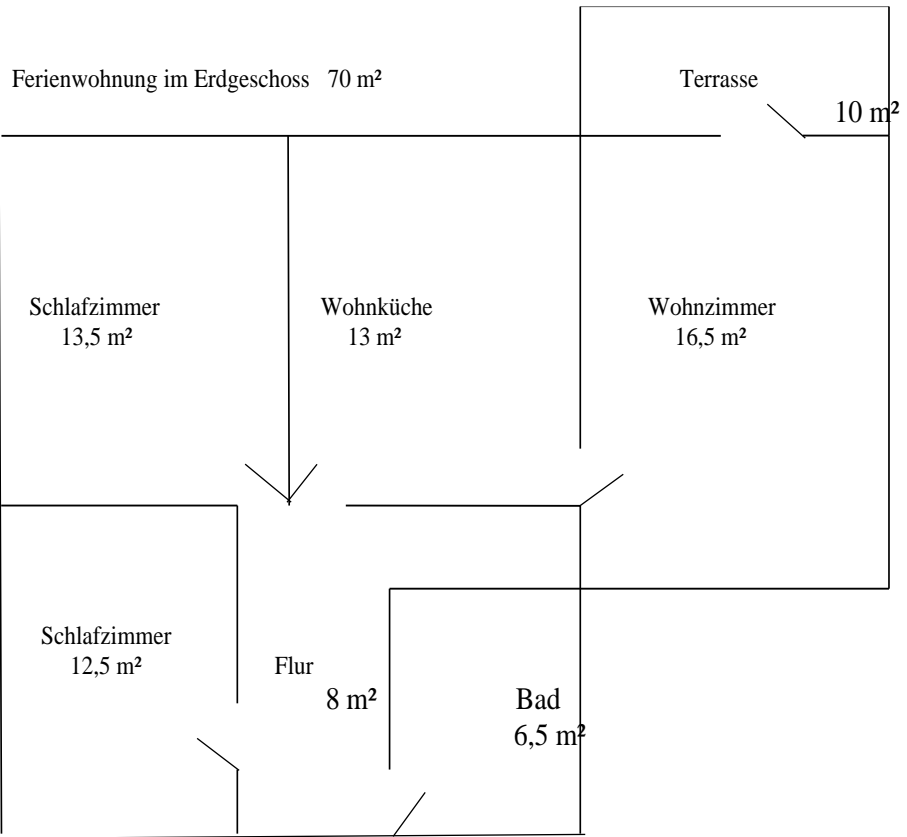 Ferienwohnung im Erdgeschoss 70 m²
Terrasse
10 m²
Schlafzimmer
13,5 m²
Wohnküche
13 m²
Wohnzimmer
16,5 m²
Schlafzimmer
12,5 m²
Flur
8 m²
Bad
6,5 m²